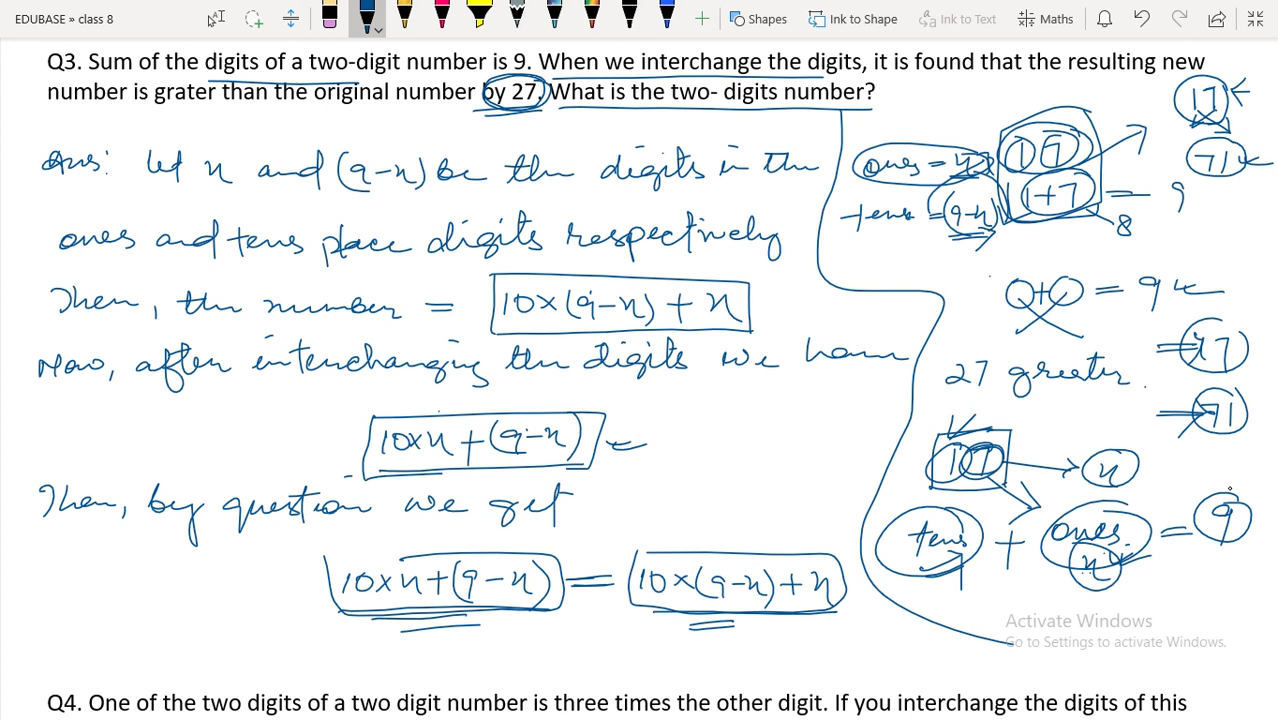 EDUBASE » class 8
Shapes
Ink to Shape
Ink to Text
Maths
Q3. Sum of the digits of a two-digit number is 9. When we interchange the digits, it is found that the resulting new
number is grater than the original number by 27. What is the two- digits number?
Ans: Let x and (9-x) be the digits in the
ones and tens place digits respectively
Then, the number = 10×(9-x) + x
Now, after interchanging the digits we have
10×x + (9-x)
Then, by question we get
10×x+(9-x) = 10×(9-x)+x
17
71
ones =
17
tens = (9-x)
1+7 = 9
8
= 9
27 greater
17
71
17
x
tens + ones = 9
x
Activate Windows
Go to Settings to activate Windows.
Q4. One of the two digits of a two digit number is three times the other digit. If you interchange the digits of this